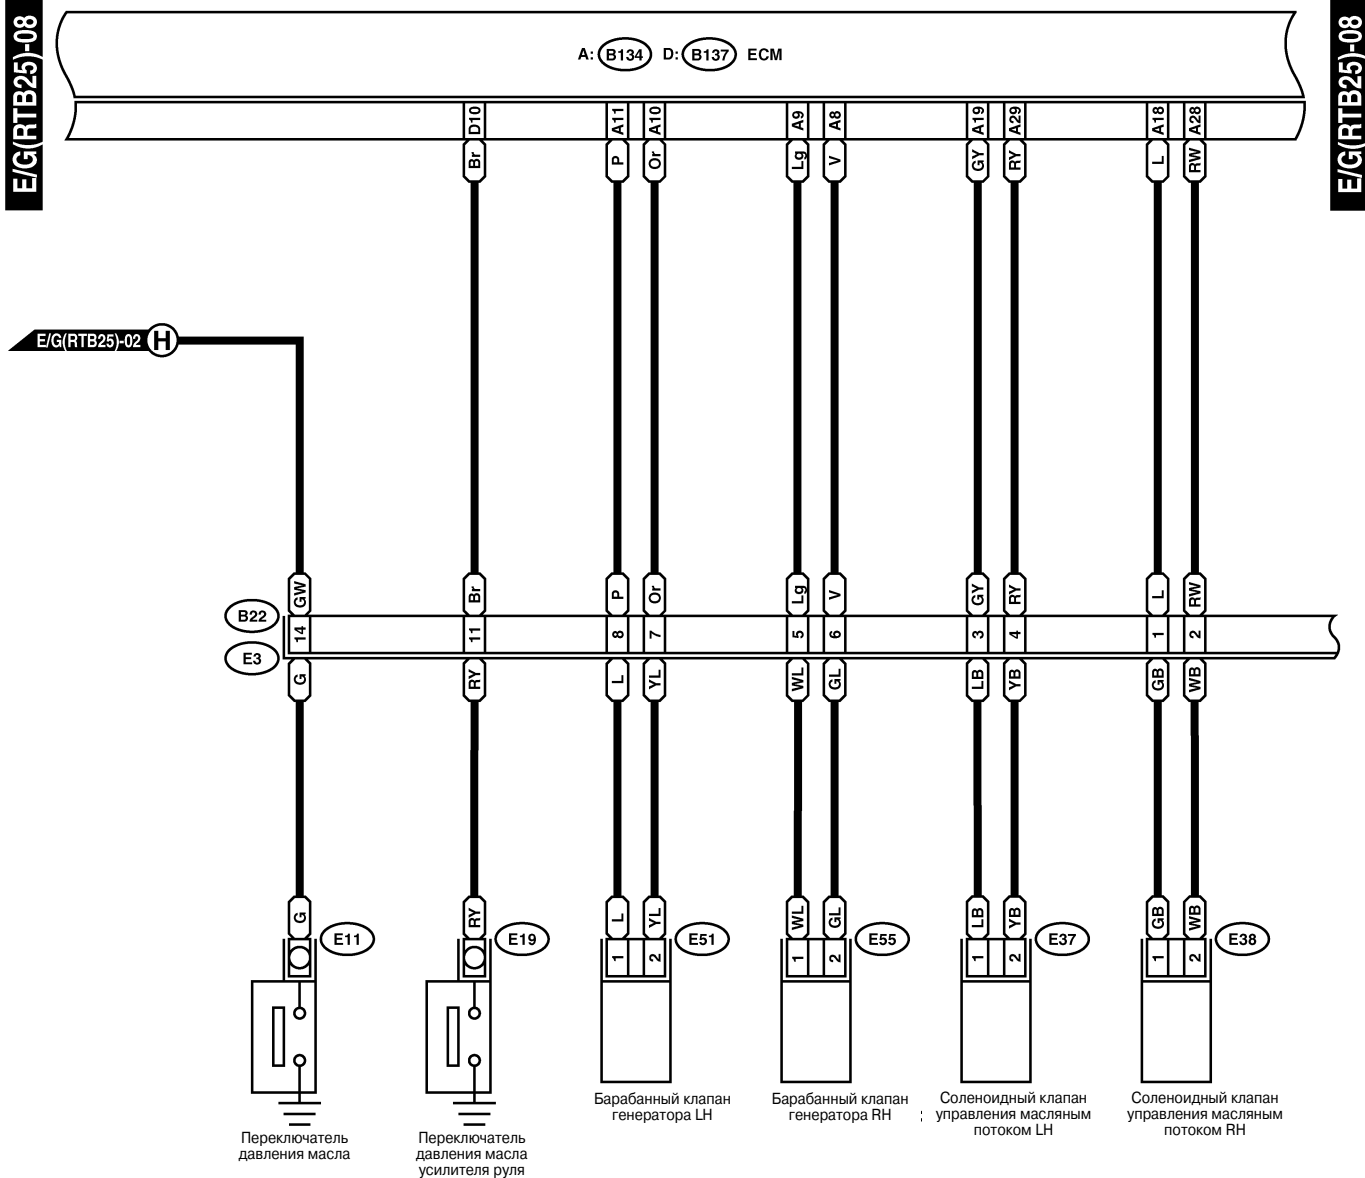 E/G(RTB25)-08
E/G(RTB25)-08
A: B134 D: B137 ECM
D10 A11 A10 A9 A8 A19 A29 A18 A28
Br P Or Lg V GY RY L RW
E/G(RTB25)-02 H
GW Br P Or Lg V GY RY L RW
B22
14 11 8 7 5 6 3 4 1 2
E3
G RY L YL WL GL LB YB GB WB
G RY L YL WL GL LB YB GB WB
E11 E19 E51 E55 E37 E38
1 2 1 2 1 2 1 2
Барабанный клапан
генератора LH
Барабанный клапан
генератора RH
;
Соленоидный клапан
управления масляным
потоком LH
Соленоидный клапан
управления масляным
потоком RH
Переключатель
давления масла
Переключатель
давления масла
усилителя руля